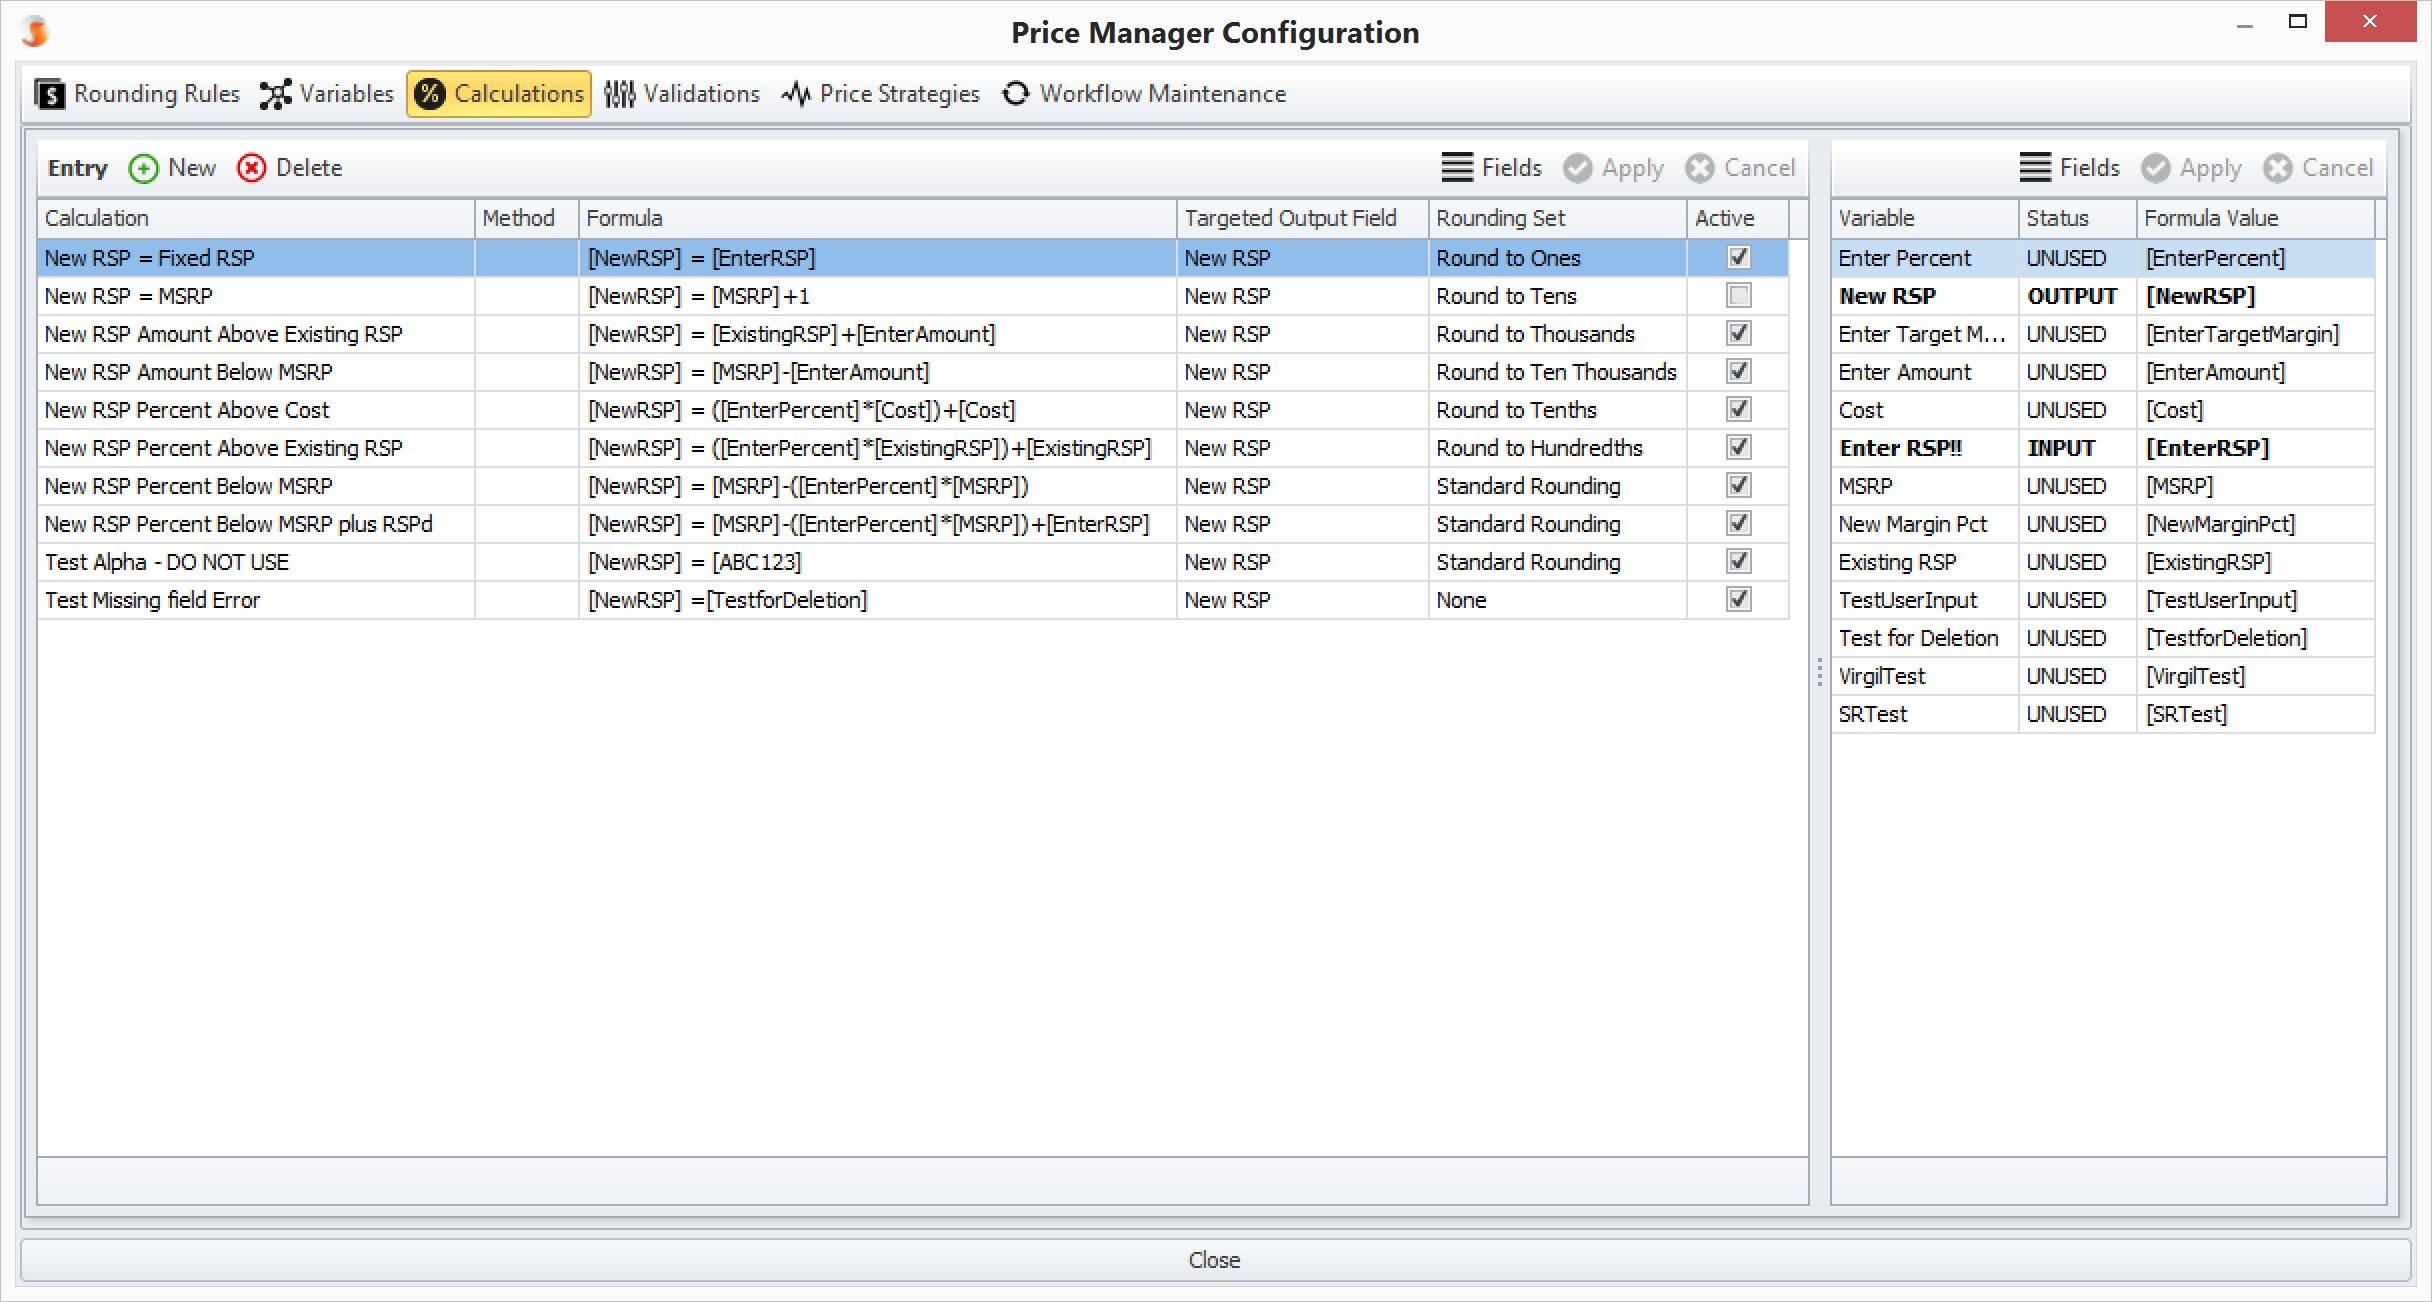 Price Manager Configuration
Rounding Rules Variables Calculations Validations Price Strategies Workflow Maintenance
Entry New Delete Fields Apply Cancel
Calculation Method Formula Targeted Output Field Rounding Set Active
New RSP = Fixed RSP [NewRSP] = [EnterRSP] New RSP Round to Ones
New RSP = MSRP [NewRSP] = [MSRP]+1 New RSP Round to Tens
New RSP Amount Above Existing RSP [NewRSP] = [ExistingRSP]+[EnterAmount] New RSP Round to Thousands
New RSP Amount Below MSRP [NewRSP] = [MSRP]-[EnterAmount] New RSP Round to Ten Thousands
New RSP Percent Above Cost [NewRSP] = ([EnterPercent]*[Cost])+[Cost] New RSP Round to Tenths
New RSP Percent Above Existing RSP [NewRSP] = ([EnterPercent]*[ExistingRSP])+[ExistingRSP] New RSP Round to Hundredths
New RSP Percent Below MSRP [NewRSP] = [MSRP]-([EnterPercent]*[MSRP]) New RSP Standard Rounding
New RSP Percent Below MSRP plus RSPd [NewRSP] = [MSRP]-([EnterPercent]*[MSRP])+[EnterRSP] New RSP Standard Rounding
Test Alpha - DO NOT USE [NewRSP] = [ABC123] New RSP Standard Rounding
Test Missing field Error [NewRSP] =[TestforDeletion] New RSP None
Fields Apply Cancel
Variable Status Formula Value
Enter Percent UNUSED [EnterPercent]
New RSP OUTPUT [NewRSP]
Enter Target M... UNUSED [EnterTargetMargin]
Enter Amount UNUSED [EnterAmount]
Cost UNUSED [Cost]
Enter RSP!! INPUT [EnterRSP]
MSRP UNUSED [MSRP]
New Margin Pct UNUSED [NewMarginPct]
Existing RSP UNUSED [ExistingRSP]
TestUserInput UNUSED [TestUserInput]
Test for Deletion UNUSED [TestforDeletion]
VirgilTest UNUSED [VirgilTest]
SRTest UNUSED [SRTest]
Close